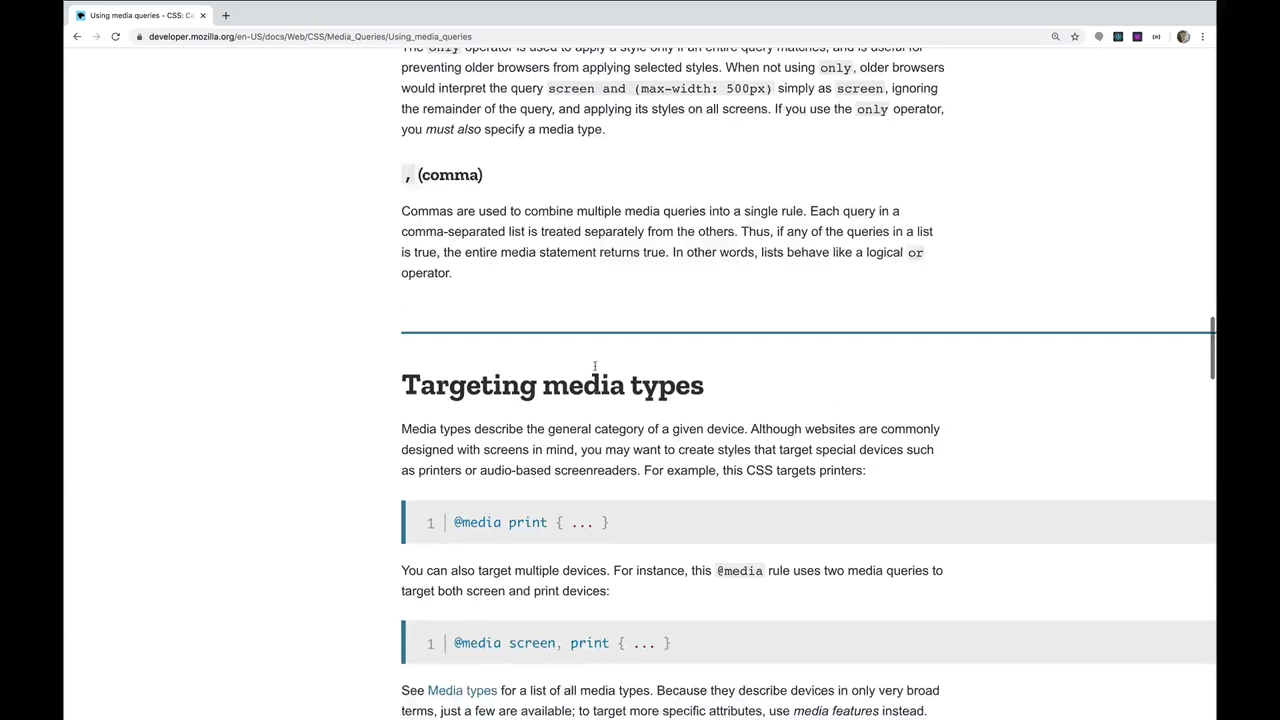 Using media queries - CSS: Ca
developer.mozilla.org/en-US/docs/Web/CSS/Media_Queries/Using_media_queries
The only operator is used to apply a style only if an entire query matches, and is useful for
preventing older browsers from applying selected styles. When not using only, older browsers
would interpret the query screen and (max-width: 500px) simply as screen, ignoring
the remainder of the query, and applying its styles on all screens. If you use the only operator,
you must also specify a media type.
, (comma)
Commas are used to combine multiple media queries into a single rule. Each query in a
comma-separated list is treated separately from the others. Thus, if any of the queries in a list
is true, the entire media statement returns true. In other words, lists behave like a logical or
operator.
Targeting media types
Media types describe the general category of a given device. Although websites are commonly
designed with screens in mind, you may want to create styles that target special devices such
as printers or audio-based screenreaders. For example, this CSS targets printers:
1 @media print { ... }
You can also target multiple devices. For instance, this @media rule uses two media queries to
target both screen and print devices:
1 @media screen, print { ... }
See Media types for a list of all media types. Because they describe devices in only very broad
terms, just a few are available; to target more specific attributes, use media features instead.